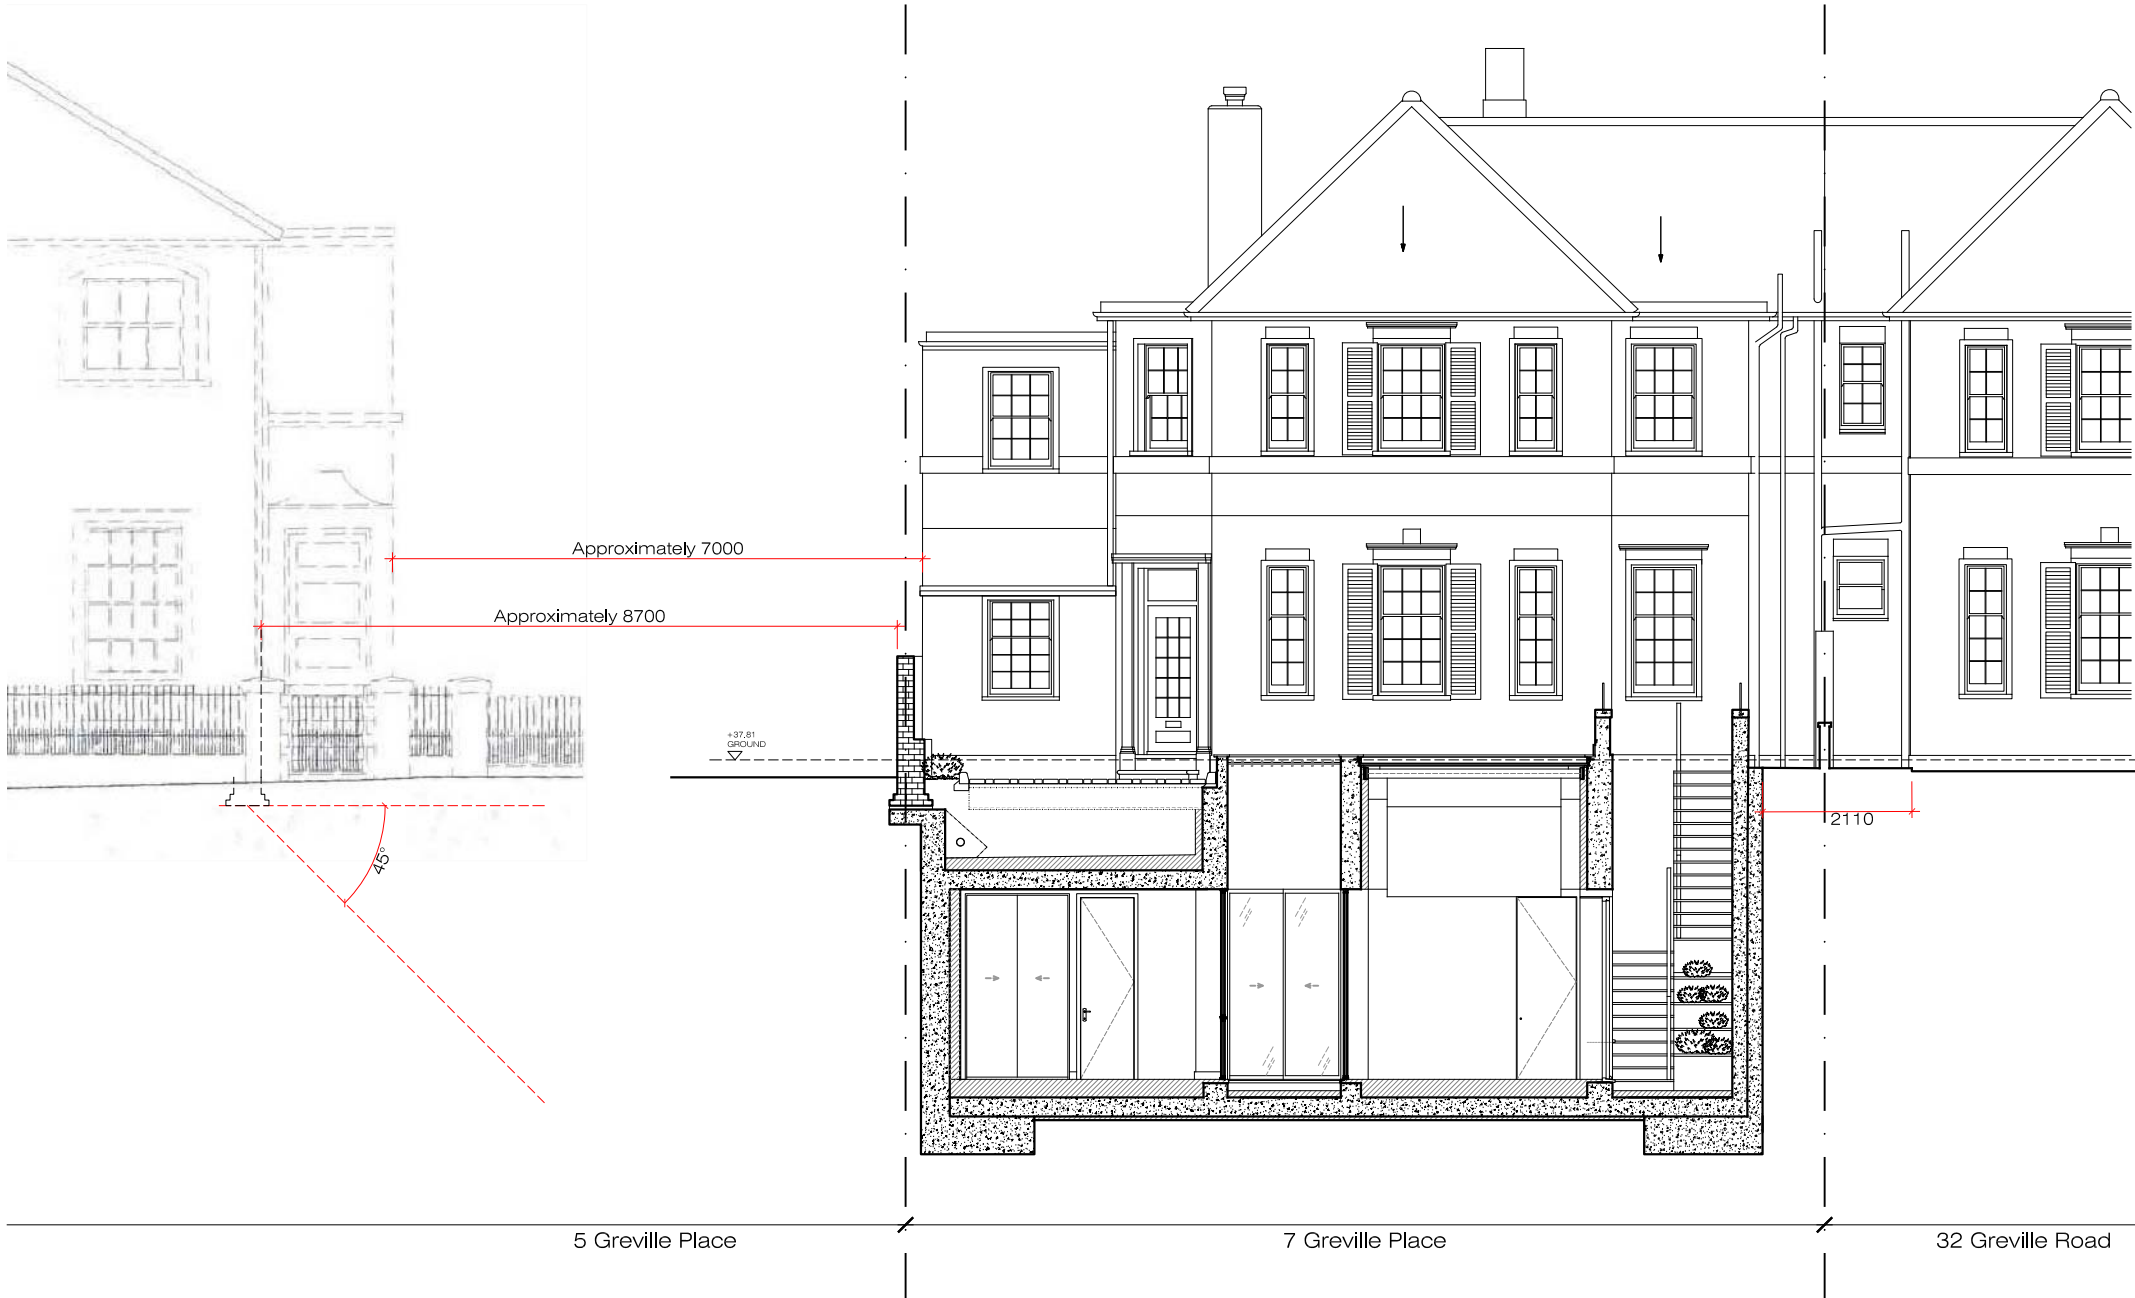 Approximately 7000
Approximately 8700
+37.81
GROUND
2110
45°
5 Greville Place
7 Greville Place
32 Greville Road